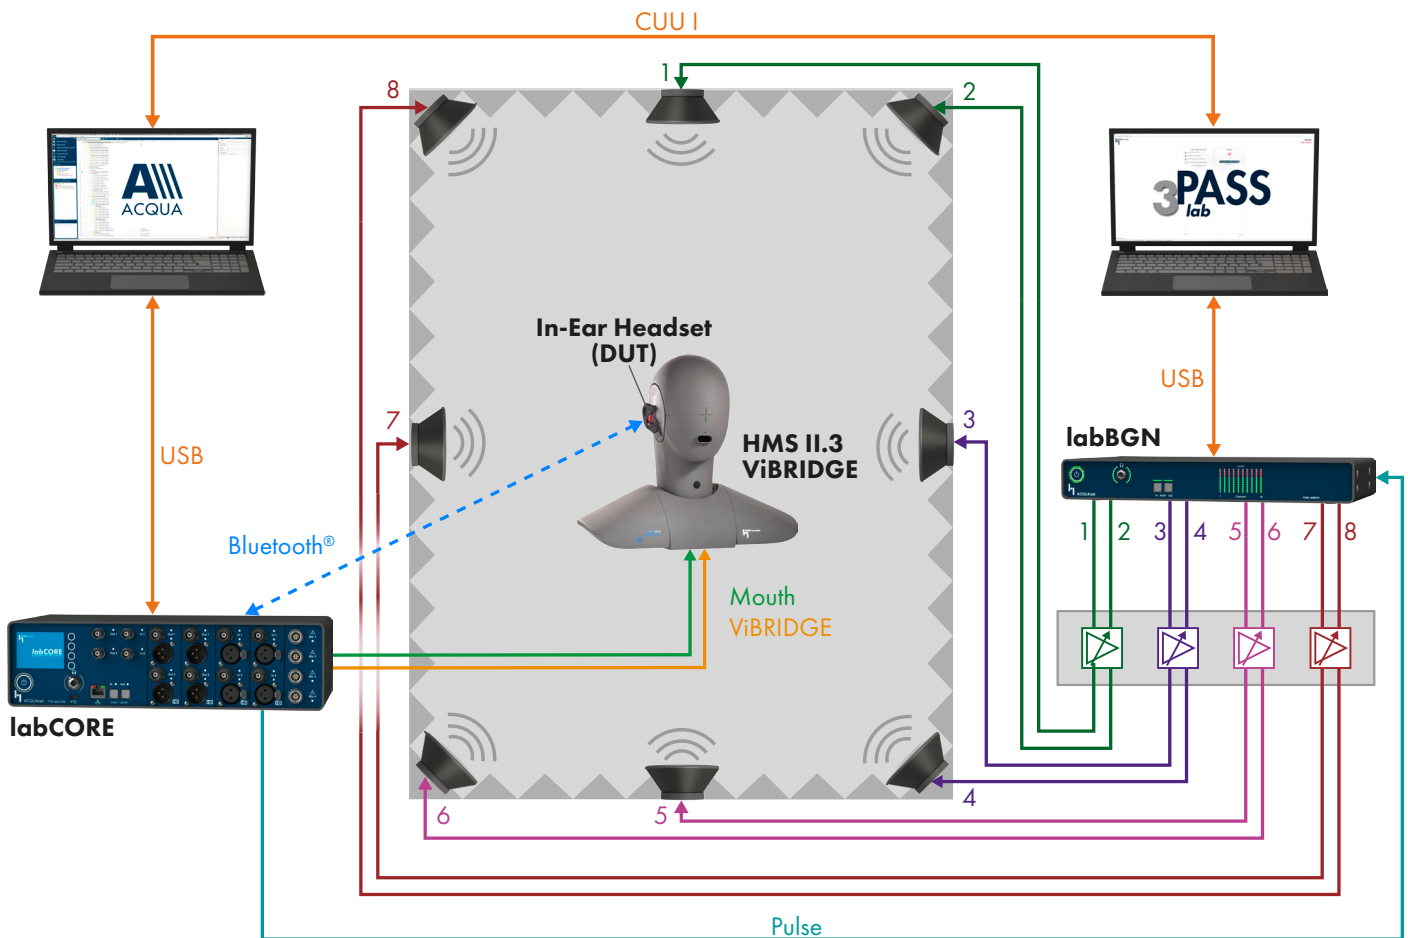 CUU I
1
8
2
A
ACQUA
3PASS
lab
In-Ear Headset
(DUT)
7
3
USB
USB
HMS II.3
ViBRIDGE
labBGN
Bluetooth®
1 2 3 4 5 6 7 8
Mouth
ViBRIDGE
labCORE
labCORE
6
5
4
Pulse